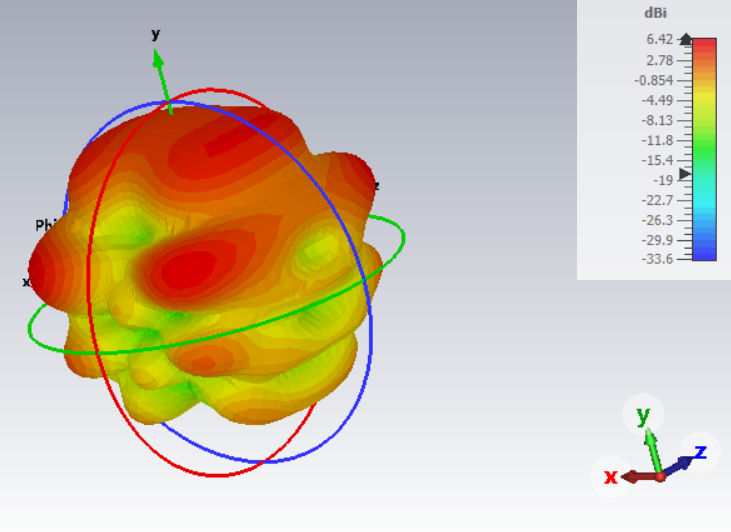 dBi
6.42
2.78
-0.854
-4.49
-8.13
-11.8
-15.4
-19
-22.7
-26.3
-29.9
-33.6
y
z
Phi
x
y
z
x